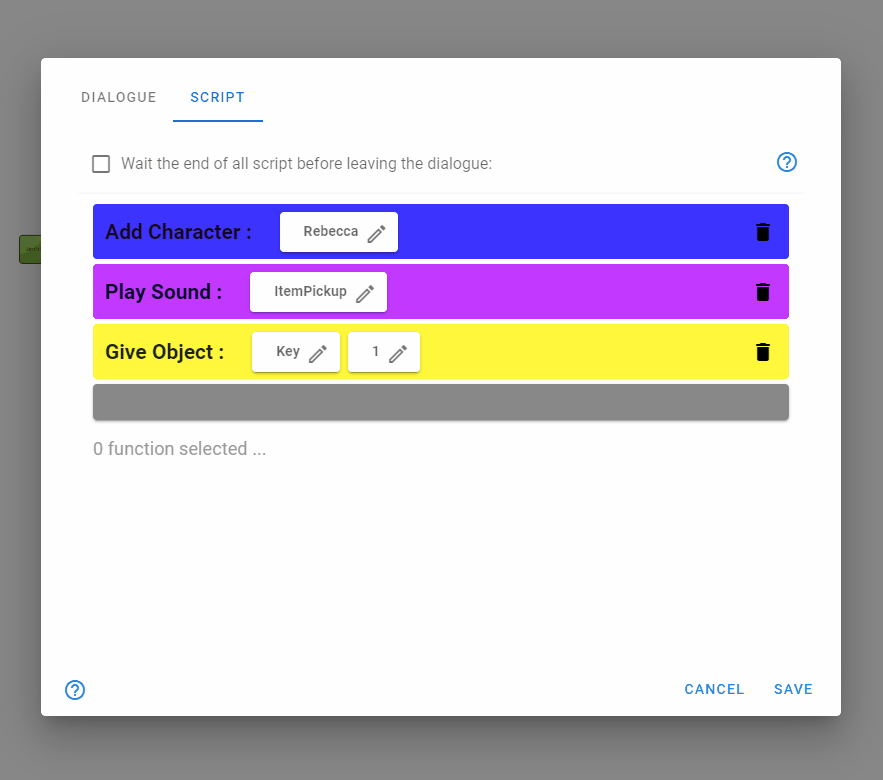 DIALOGUE SCRIPT
Wait the end of all script before leaving the dialogue:
Add Character : Rebecca
Play Sound : ItemPickup
Give Object : Key 1
0 function selected ...
CANCEL SAVE